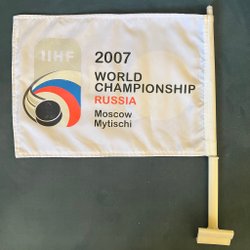 IIHF
2007
WORLD
CHAMPIONSHIP
RUSSIA
Moscow
Mytischi